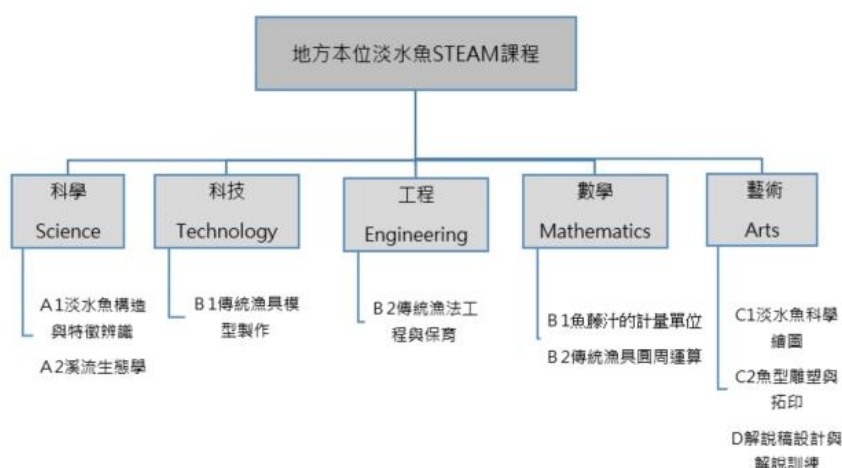 地方本位淡水魚STEAM課程
科學
Science
A1淡水魚構造
與特徵辨識
A2溪流生態學
科技
Technology
B1傳統漁具模
型製作
工程
Engineering
B2傳統漁法工
程與保育
數學
Mathematics
B1魚藤汁的計量單位
B2傳統漁具圓周運算
藝術
Arts
C1淡水魚科學
繪圖
C2魚型雕塑與
拓印
D解說稿設計與
解說訓練